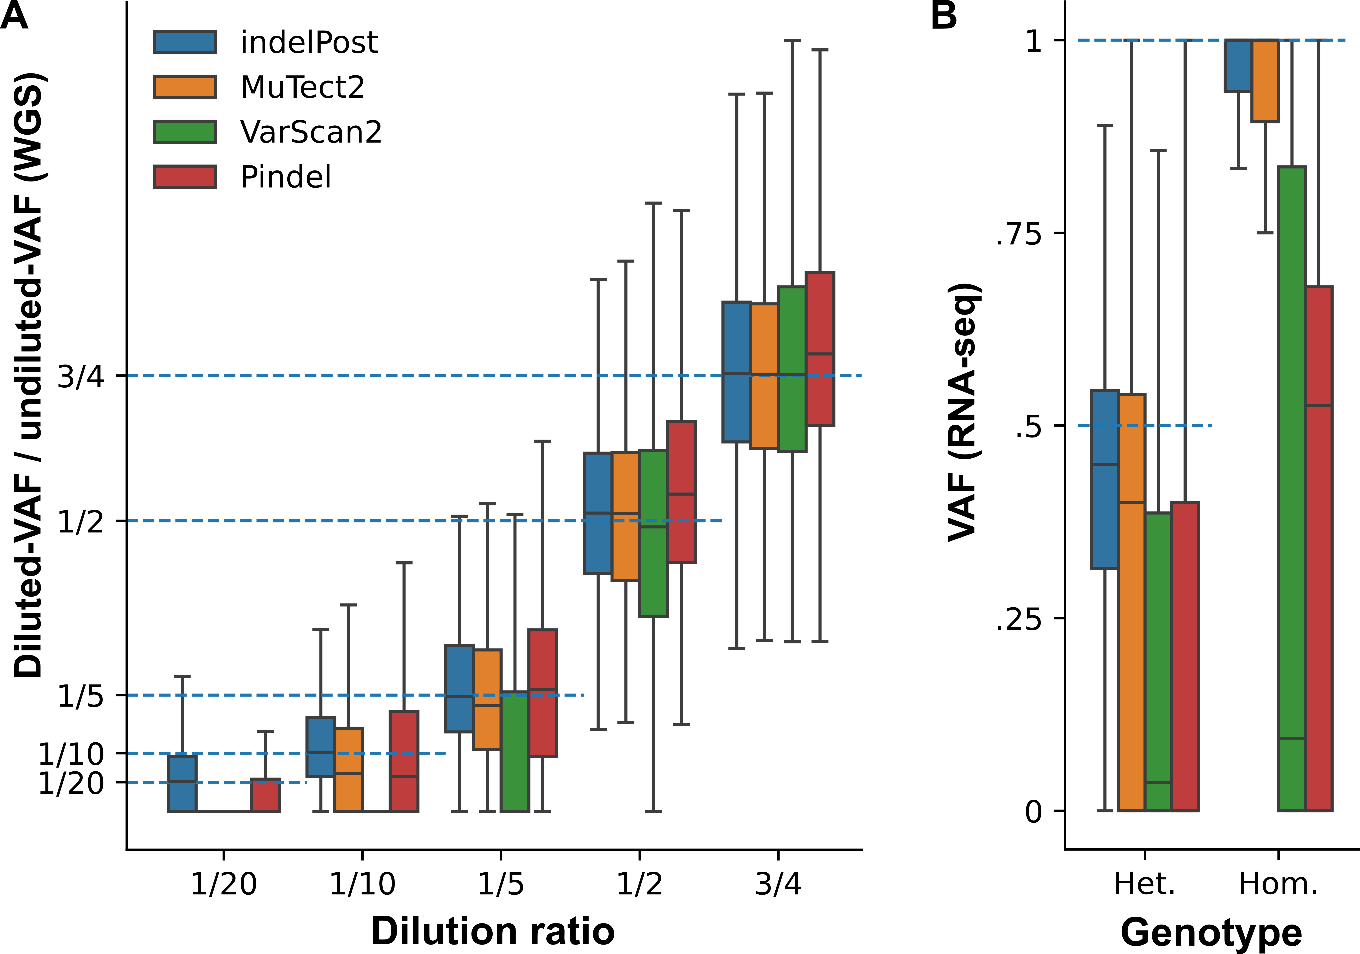 A
indelPost
MuTect2
VarScan2
Pindel
Diluted-VAF / undiluted-VAF (WGS)
3/4
1/2
1/5
1/10
1/20
1/20 1/10 1/5 1/2 3/4
Dilution ratio
B
VAF (RNA-seq)
1
.75
.5
.25
0
Het. Hom.
Genotype